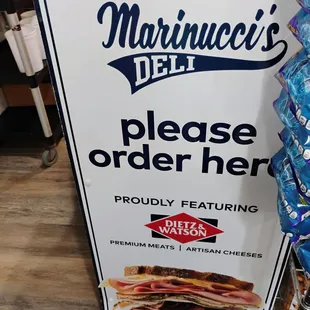 Marinucci's
DELI
please
order here
PROUDLY FEATURING
DIETZ &
WATSON
PREMIUM MEATS | ARTISAN CHEESES